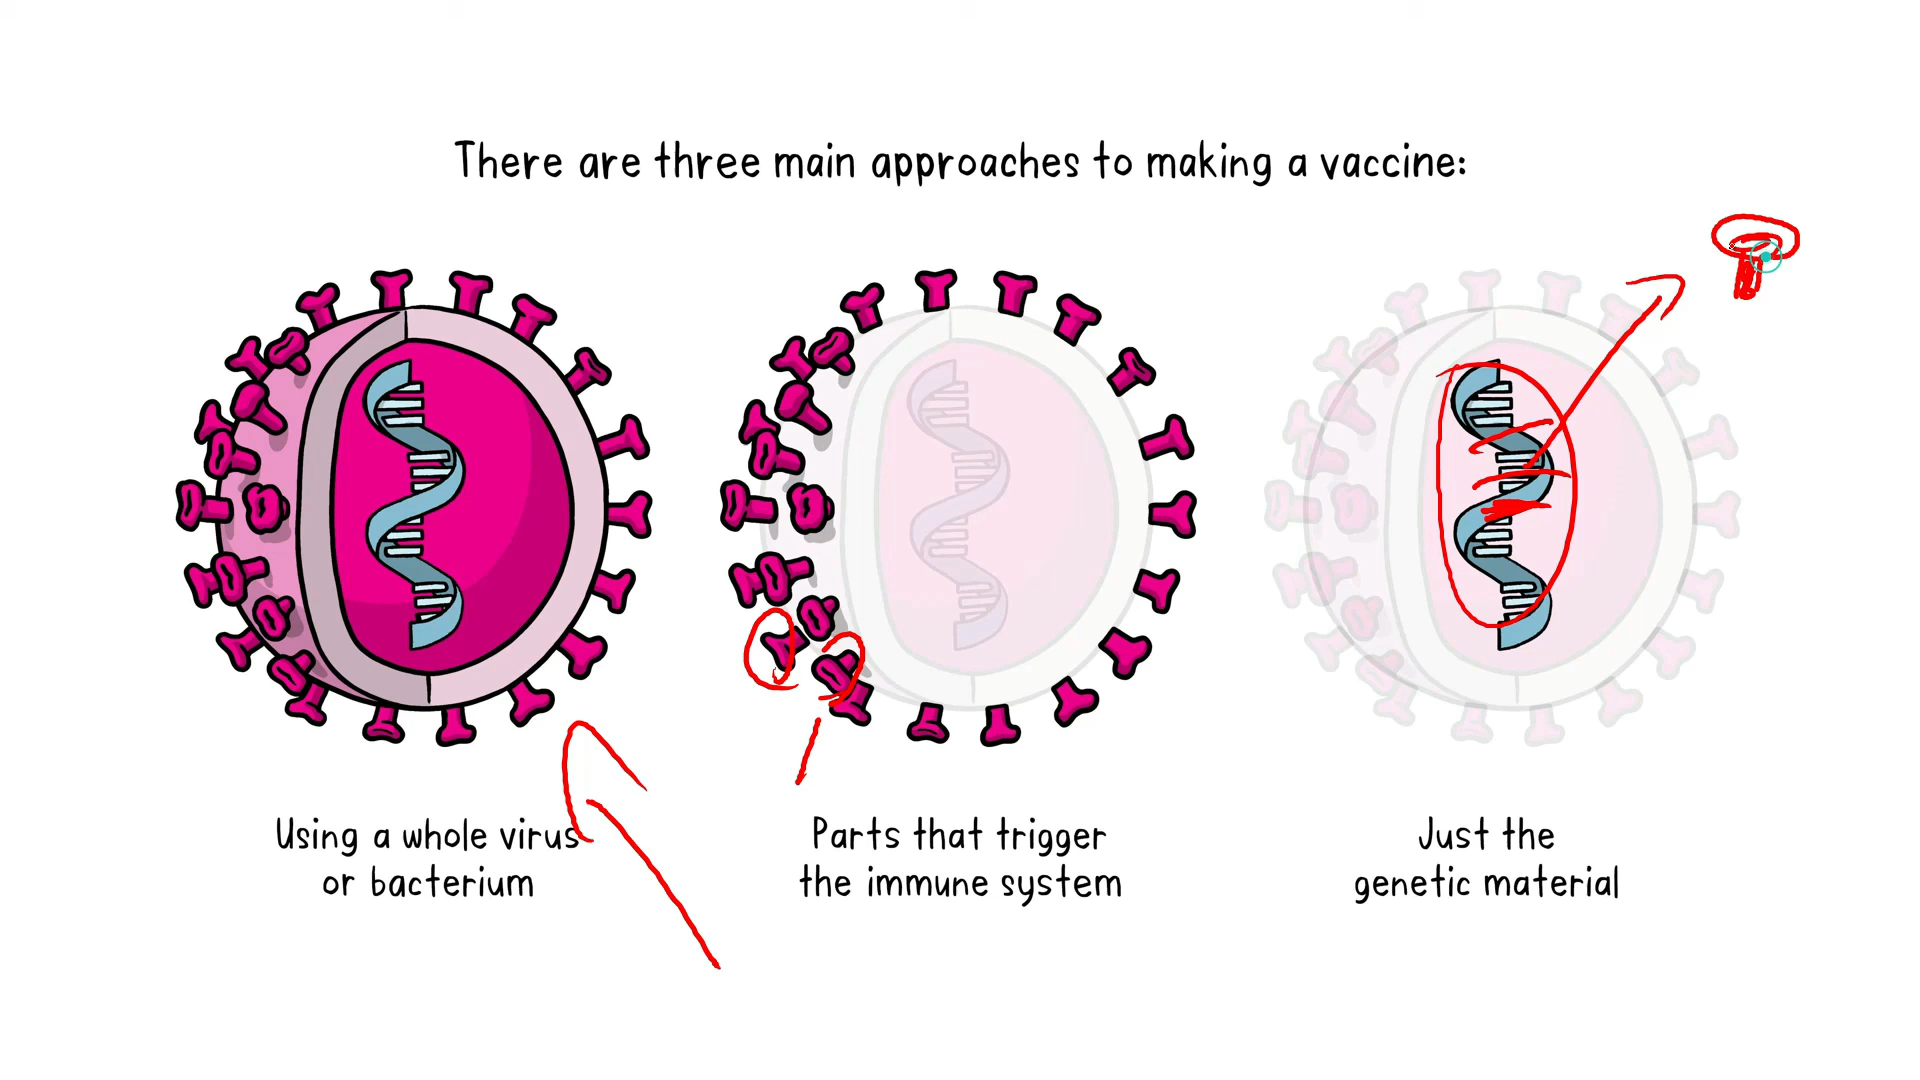 There are three main approaches to making a vaccine:
Using a whole virus
or bacterium
Parts that trigger
the immune system
Just the
genetic material